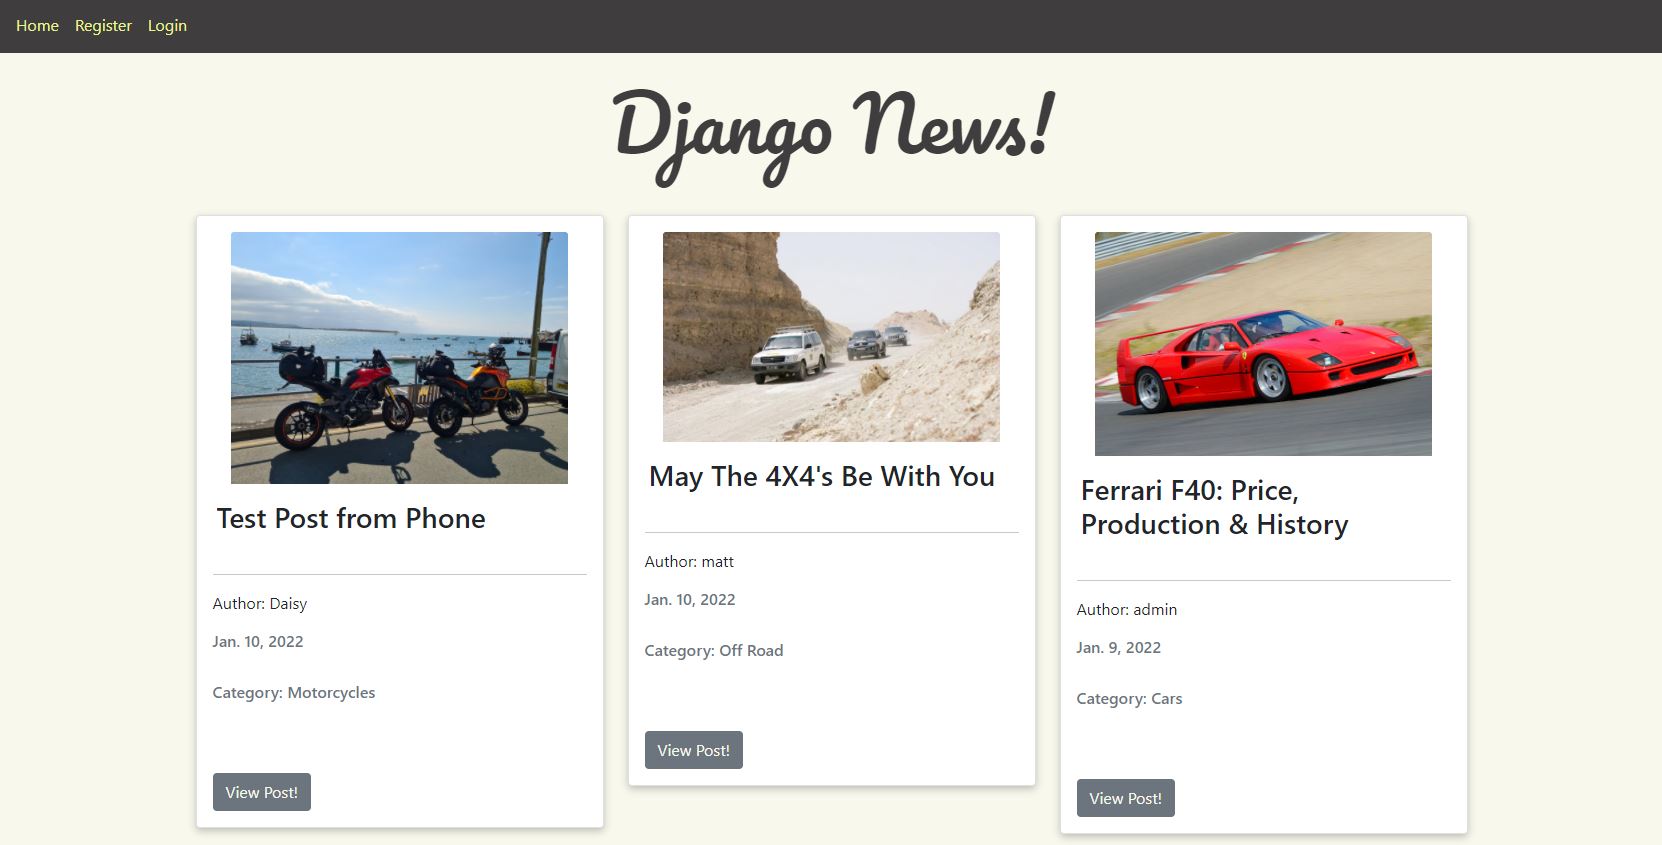 Home Register Login
Django News!
Test Post from Phone
Author: Daisy
Jan. 10, 2022
Category: Motorcycles
View Post!
May The 4X4's Be With You
Author: matt
Jan. 10, 2022
Category: Off Road
View Post!
Ferrari F40: Price,
Production & History
Author: admin
Jan. 9, 2022
Category: Cars
View Post!